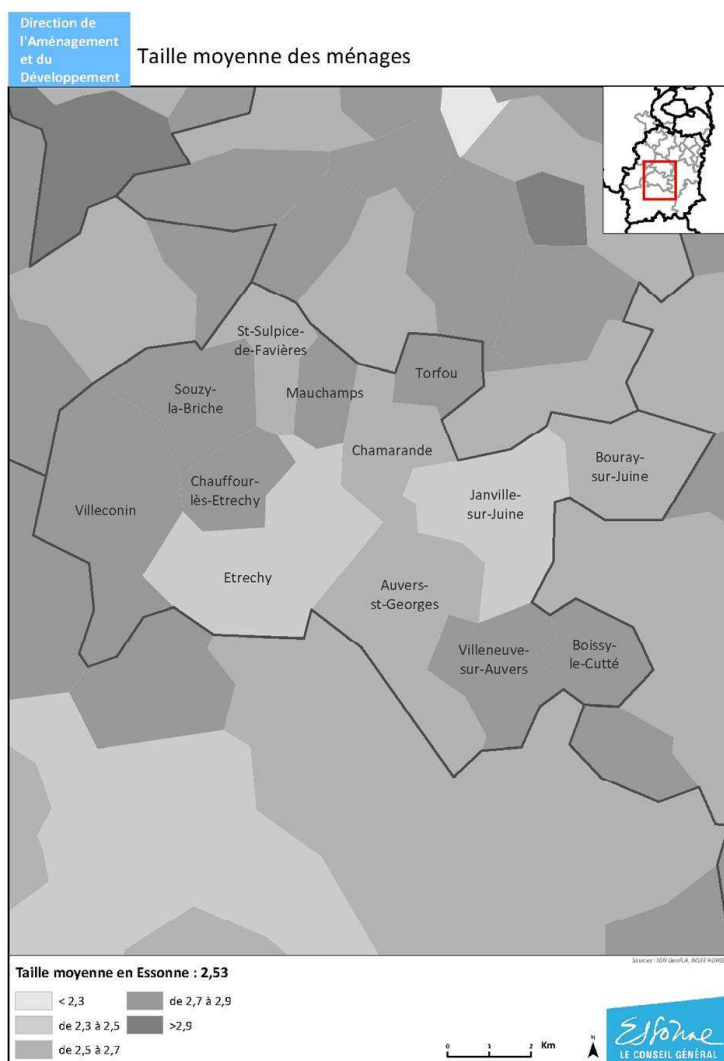 Direction de
l'Aménagement
et du
Développement
Taille moyenne des ménages
St-Sulpice-
de-Favières
Souzy-
la-Briche
Mauchamps
Torfou
Chamarande
Bouray-
sur-Juine
Chauffour-
lès-Etrechy
Janville-
sur-Juine
Villeconin
Etrechy
Auvers-
st-Georges
Villeneuve-
sur-Auvers
Boissy-
le-Cutté
Taille moyenne en Essonne : 2,53
< 2,3
de 2,3 à 2,5
de 2,5 à 2,7
de 2,7 à 2,9
>2,9
0 1 2 Km
N
Essonne
LE CONSEIL GÉNÉRAL